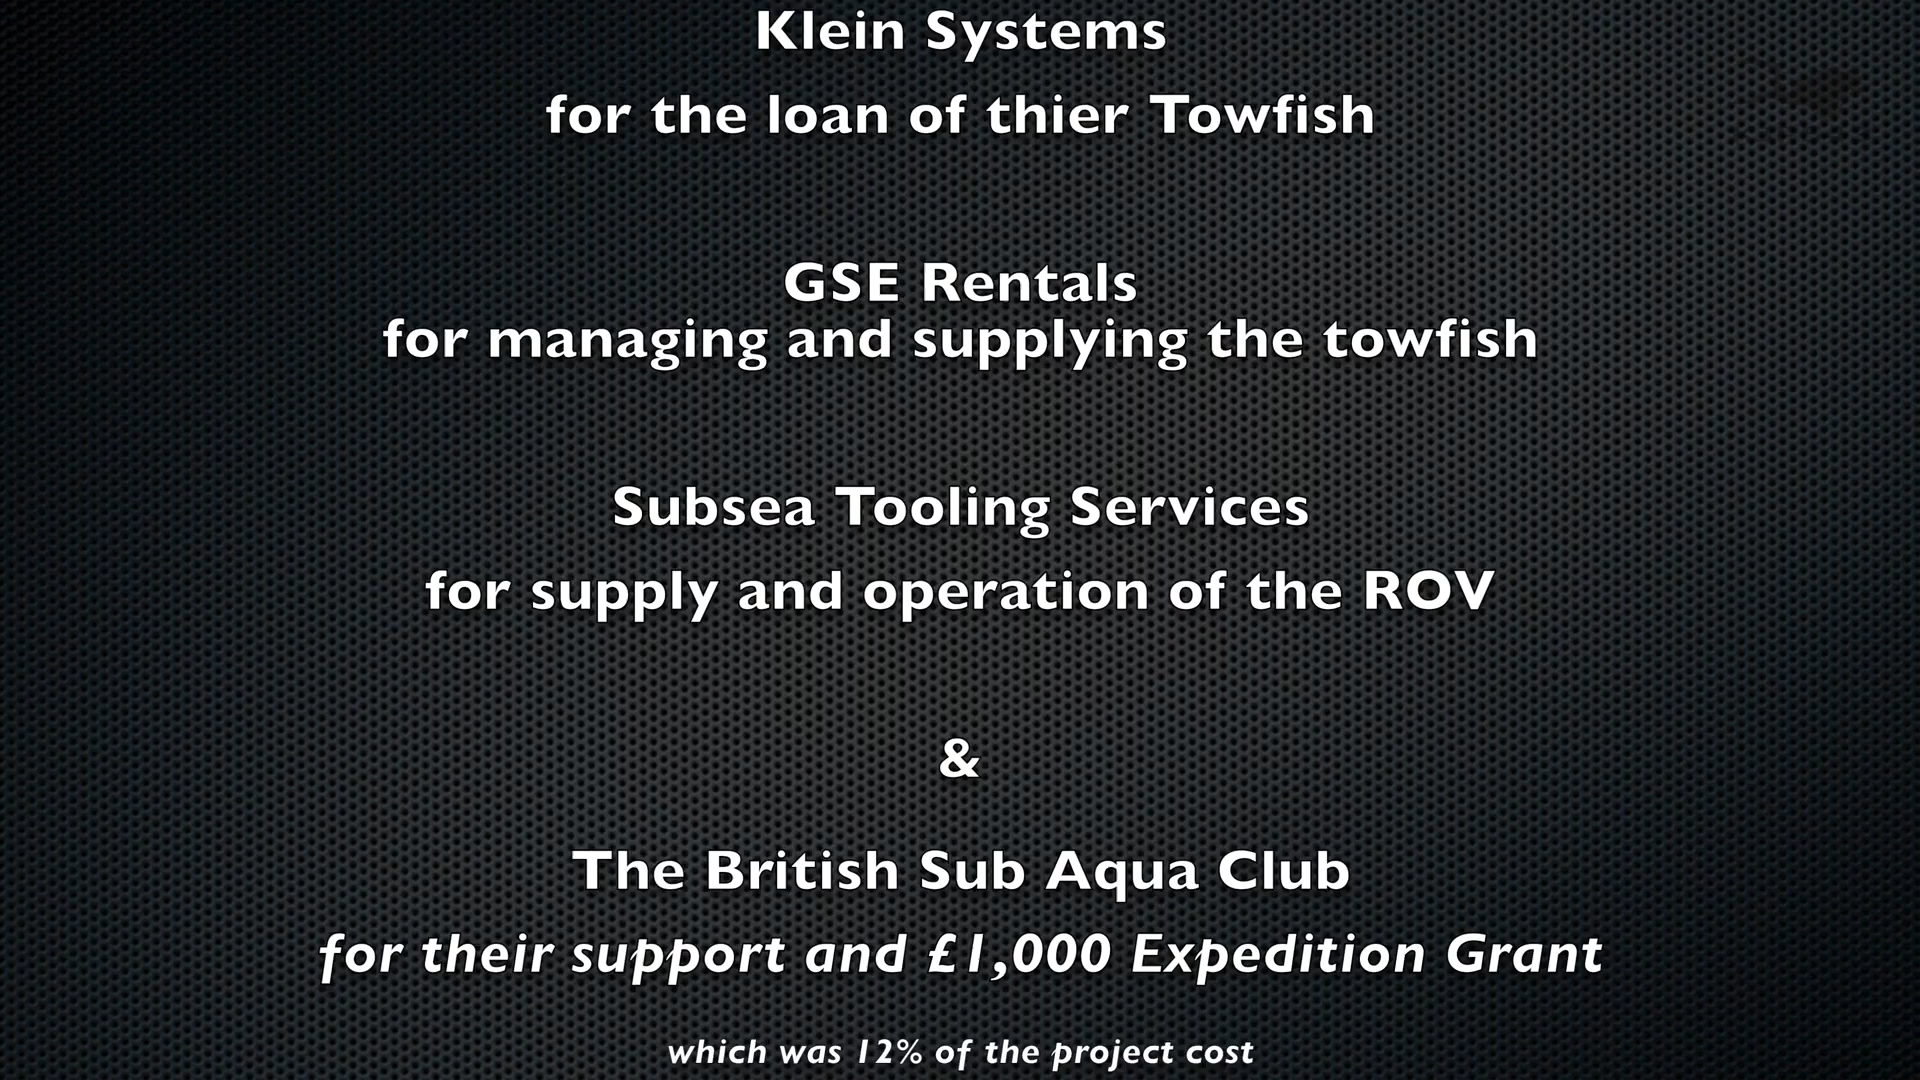 Klein Systems
for the loan of thier Towfish
GSE Rentals
for managing and supplying the towfish
Subsea Tooling Services
for supply and operation of the ROV
&
The British Sub Aqua Club
for their support and £1,000 Expedition Grant
which was 12% of the project cost